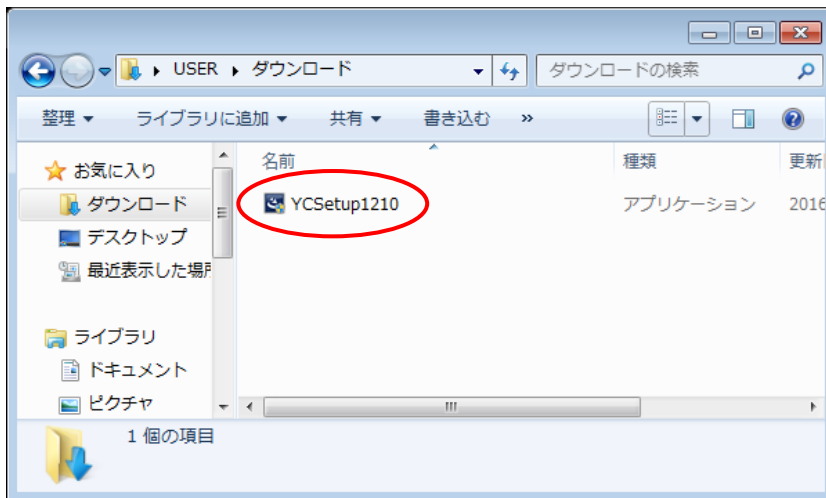 USER ダウンロード ダウンロードの検索
整理 ライブラリに追加 共有 書き込む »
お気に入り
ダウンロード
デスクトップ
最近表示した場所
ライブラリ
ドキュメント
ピクチャ
名前 種類 更新
YCSetup1210 アプリケーション 2016
1 個の項目